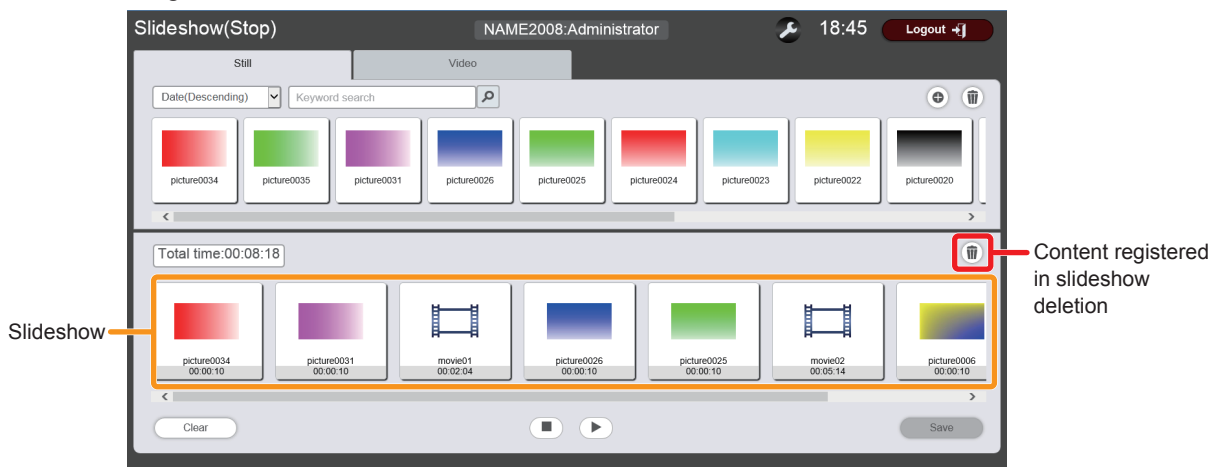 Slideshow(Stop)
NAME2008:Administrator
18:45
Logout
Still
Video
Date(Descending)
Keyword search
picture0034
picture0035
picture0031
picture0026
picture0025
picture0024
picture0023
picture0022
picture0020
Total time:00:08:18
Content registered
in slideshow
deletion
Slideshow
picture0034
00:00:10
picture0031
00:00:10
movie01
00:02:04
picture0026
00:00:10
picture0025
00:00:10
movie02
00:05:14
picture0006
00:00:10
Clear
Save